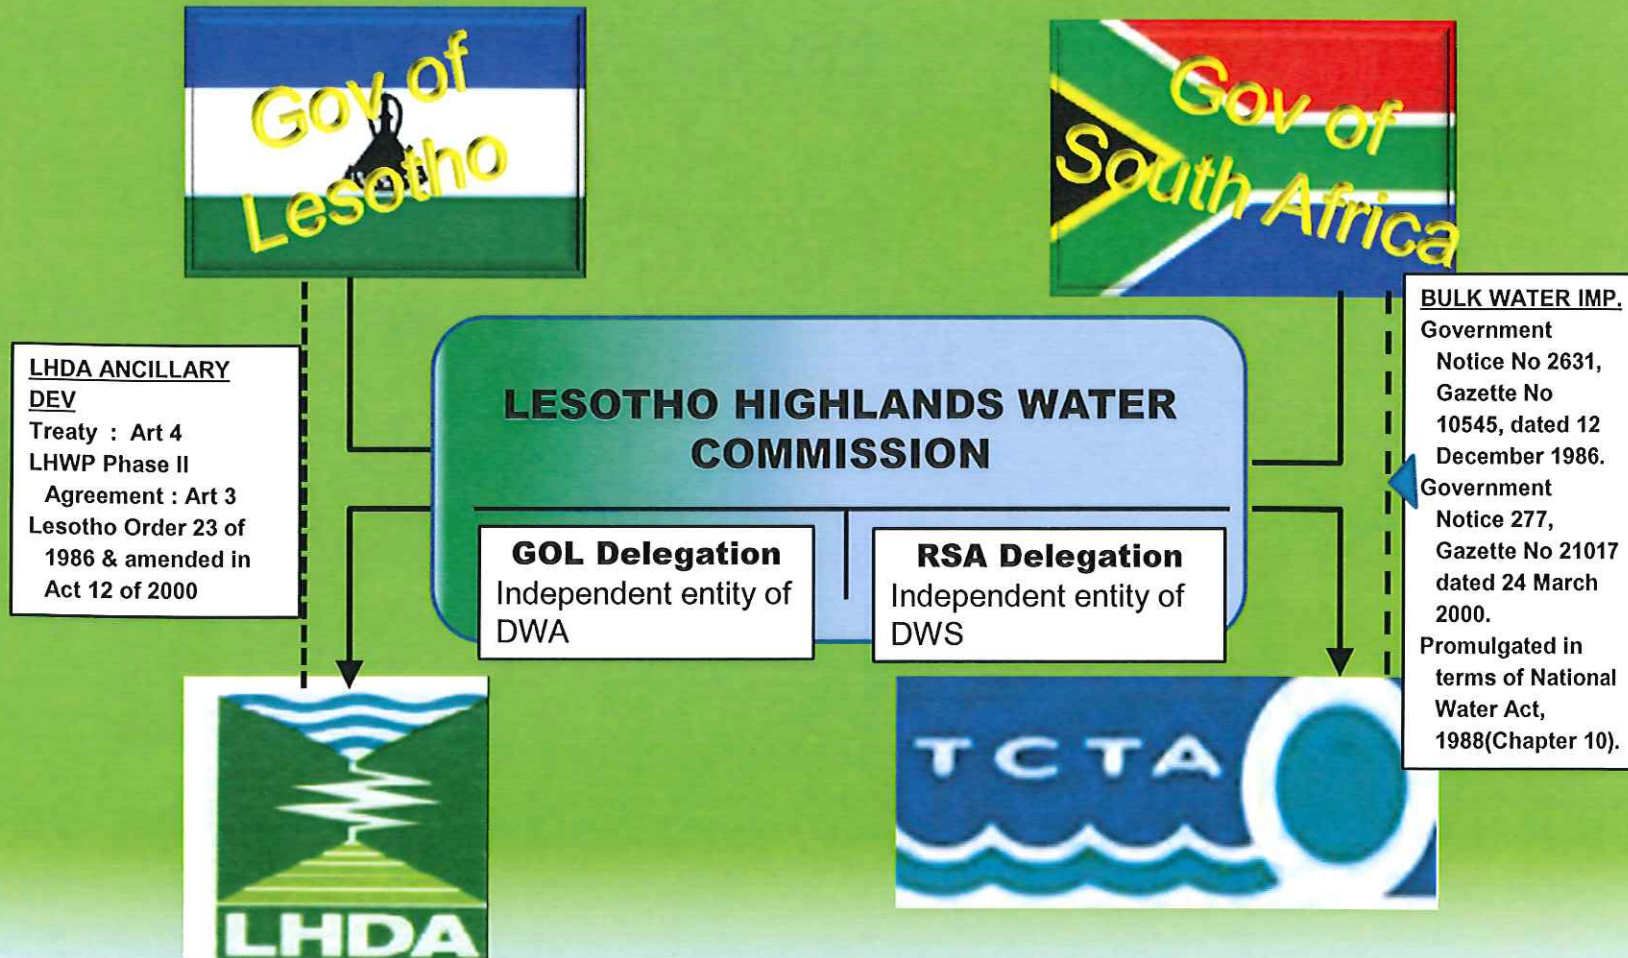 Gov of
Lesotho
Gov of
South Africa
LHDA ANCILLARY
DEV
Treaty : Art 4
LHWP Phase II
Agreement : Art 3
Lesotho Order 23 of
1986 & amended in
Act 12 of 2000
LESOTHO HIGHLANDS WATER
COMMISSION
GOL Delegation
Independent entity of
DWA
RSA Delegation
Independent entity of
DWS
BULK WATER IMP.
Government
Notice No 2631,
Gazette No
10545, dated 12
December 1986.
Government
Notice 277,
Gazette No 21017
dated 24 March
2000.
Promulgated in
terms of National
Water Act,
1988(Chapter 10).
LHDA
TCTA